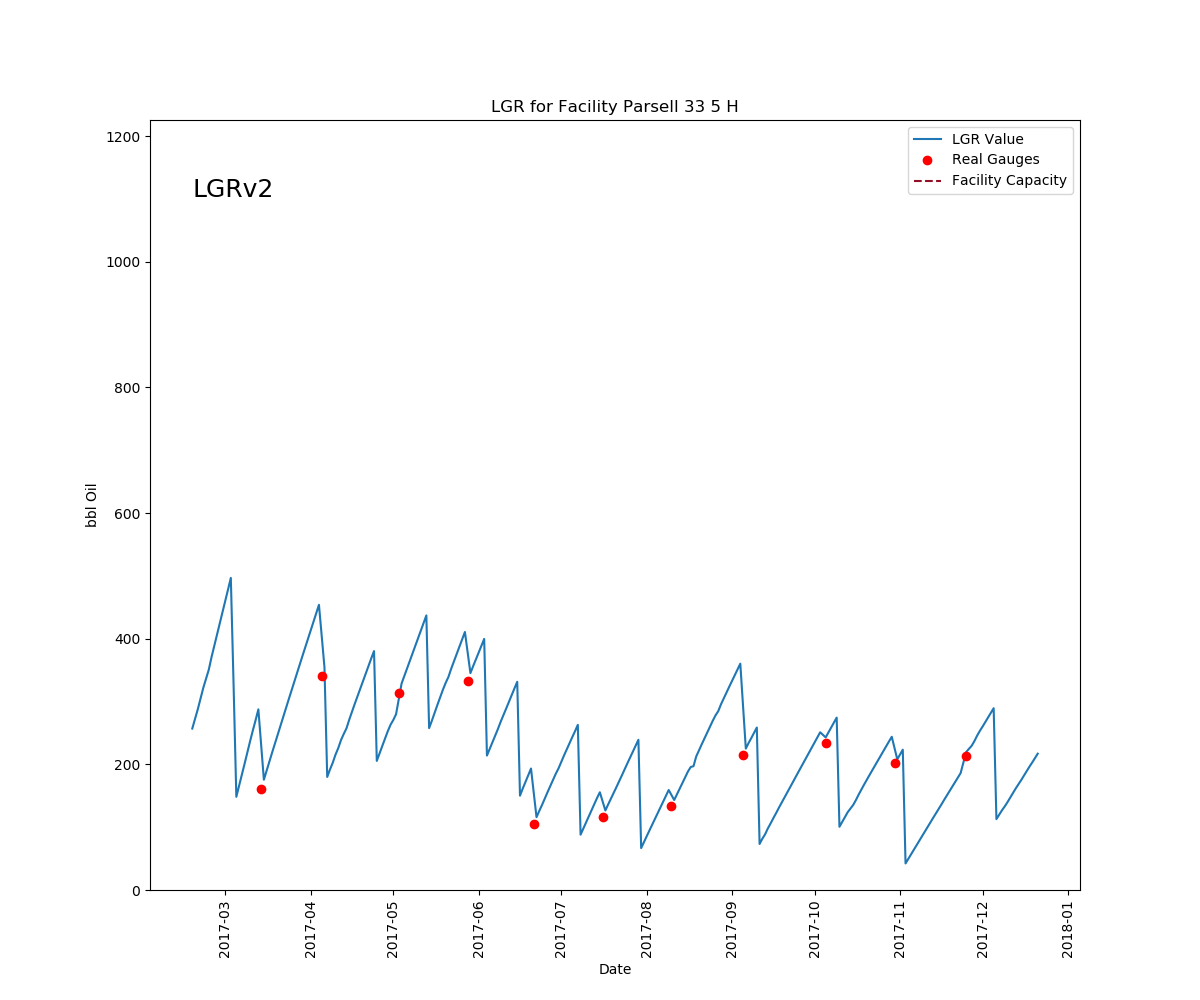 LGR for Facility Parsell 33 5 H
1200
1000
800
600
400
200
0
bbl Oil
LGRv2
LGR Value
Real Gauges
Facility Capacity
2017-03
2017-04
2017-05
2017-06
2017-07
2017-08
2017-09
2017-10
2017-11
2017-12
2018-01
Date